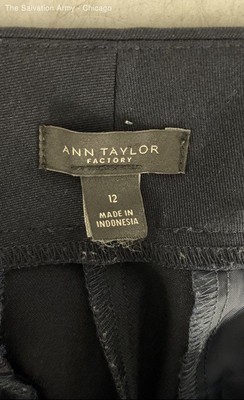 The Salvation Army - Chicago
ANN TAYLOR
FACTORY
12
MADE IN
INDONESIA